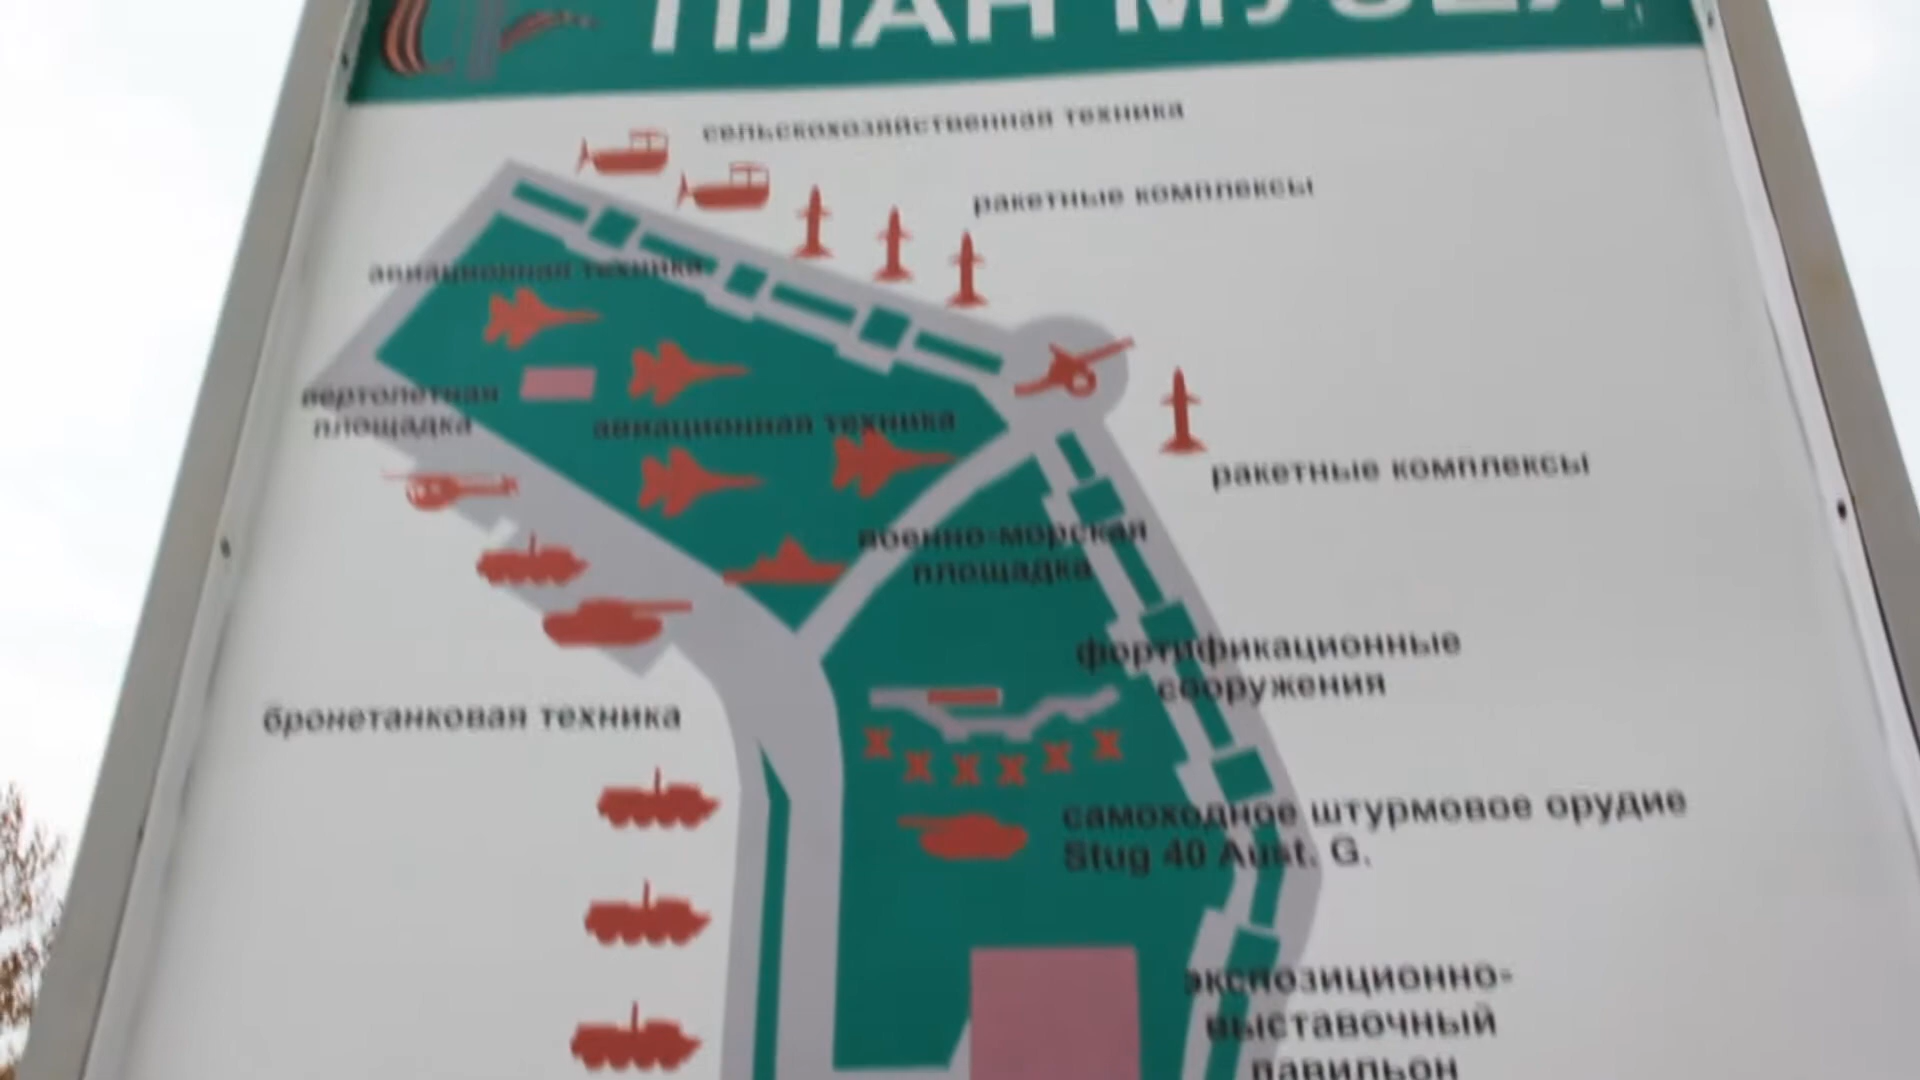 ПЛАН МУЗЕЯ
сельскохозяйственная техника
ракетные комплексы
авиационная техника
вертолетная
площадка
авиационная техника
ракетные комплексы
военно-морская
площадка
фортификационные
сооружения
бронетанковая техника
самоходное штурмовое орудие
Stug 40 Aust. G.
экспозиционно-
выставочный
павильон